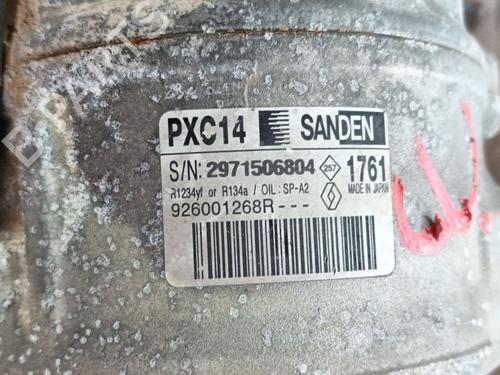 PXC14 SANDEN
S/N: 2971506804 257 1761
R1234yf or R134a / OIL : SP-A2 MADE IN JAPAN
926001268R---
B PARTS